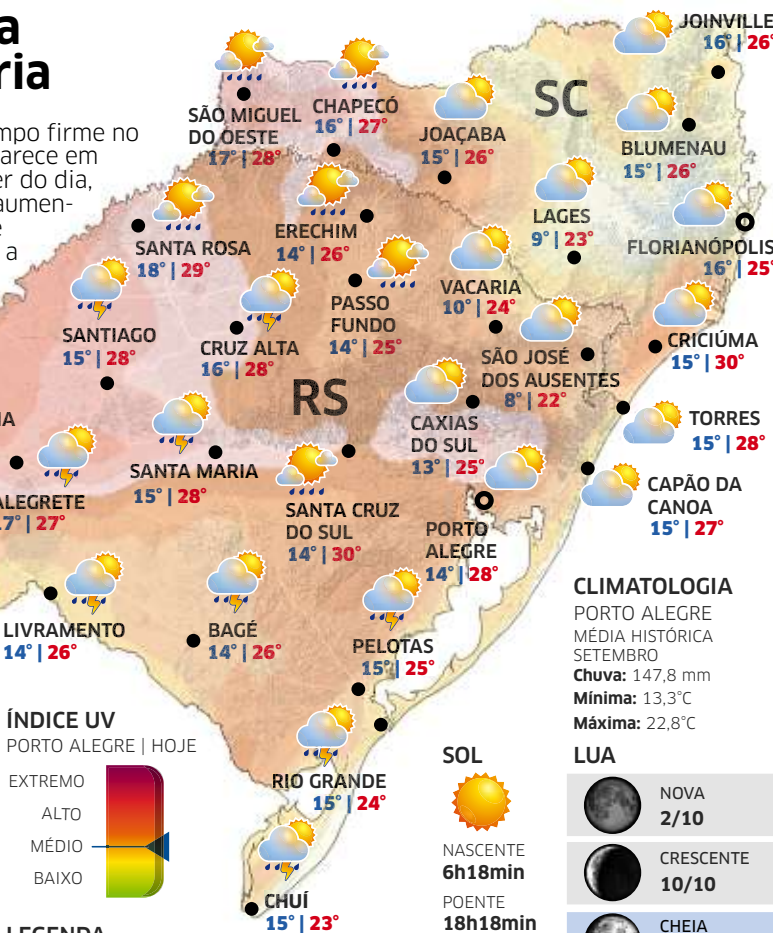 a
ria
mpo firme no
parece em
er do dia,
aumen-
e
a
JOINVILLE
16° | 26°
SC
SÃO MIGUEL
DO OESTE
17° | 28°
CHAPECÓ
16° | 27°
JOAÇABA
15° | 26°
BLUMENAU
15° | 26°
LAGES
9° | 23°
FLORIANÓPOLIS
16° | 25°
SANTA ROSA
18° | 29°
ERECHIM
14° | 26°
VACARIA
10° | 24°
PASSO
FUNDO
14° | 25°
SANTIAGO
15° | 28°
CRUZ ALTA
16° | 28°
SÃO JOSÉ
DOS AUSENTES
8° | 22°
CRICIÚMA
15° | 30°
RS
CAXIAS
DO SUL
13° | 25°
TORRES
15° | 28°
IA
SANTA MARIA
15° | 28°
ALEGRETE
17° | 27°
SANTA CRUZ
DO SUL
14° | 30°
PORTO
ALEGRE
14° | 28°
CAPÃO DA
CANOA
15° | 27°
LIVRAMENTO
14° | 26°
BAGÉ
14° | 26°
PELOTAS
15° | 25°
CLIMATOLOGIA
PORTO ALEGRE
MÉDIA HISTÓRICA
SETEMBRO
Chuva: 147,8 mm
Mínima: 13,3°C
Máxima: 22,8°C
ÍNDICE UV
PORTO ALEGRE | HOJE
EXTREMO
ALTO
MÉDIO
BAIXO
RIO GRANDE
15° | 24°
CHUÍ
15° | 23°
SOL
NASCENTE
6h18min
POENTE
18h18min
LUA
NOVA
2/10
CRESCENTE
10/10
CHEIA
LEGENDA